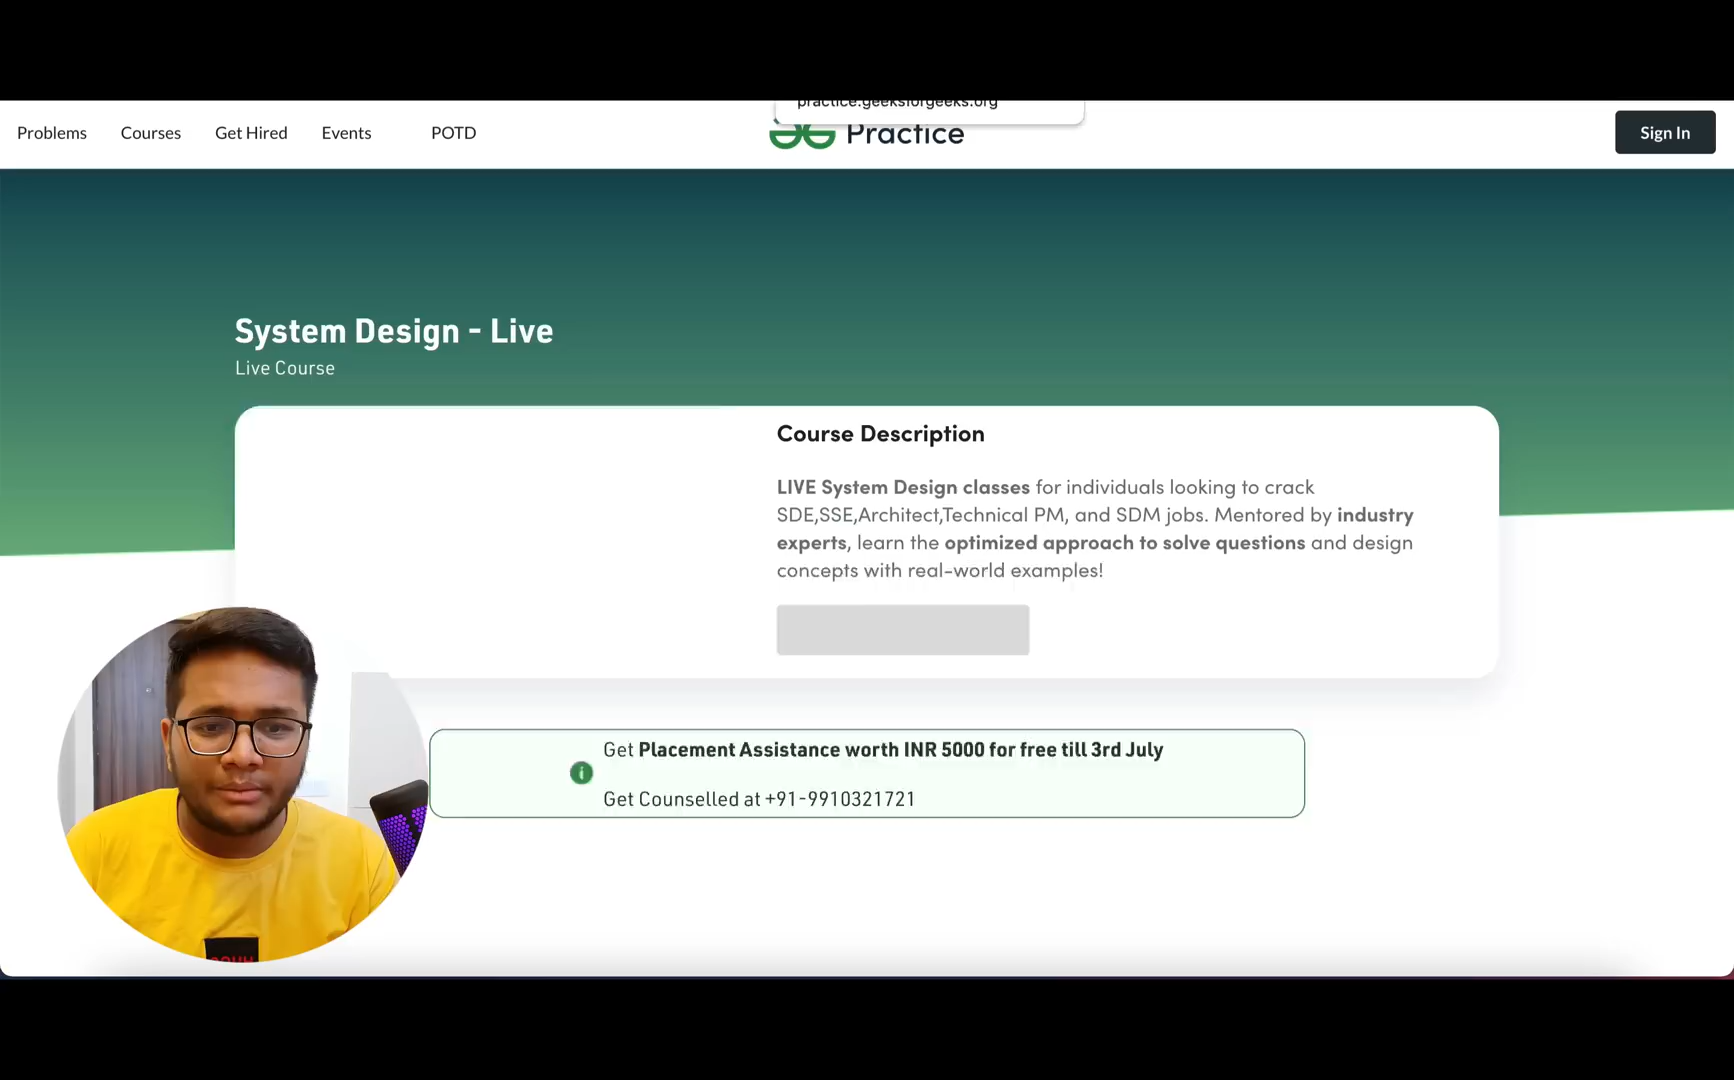 practice.geeksforgeeks.org
Problems Courses Get Hired Events POTD Practice Sign In
System Design - Live
Live Course
Course Description
LIVE System Design classes for individuals looking to crack
SDE,SSE,Architect,Technical PM, and SDM jobs. Mentored by industry
experts, learn the optimized approach to solve questions and design
concepts with real-world examples!
Get Placement Assistance worth INR 5000 for free till 3rd July
Get Counselled at +91-9910321721